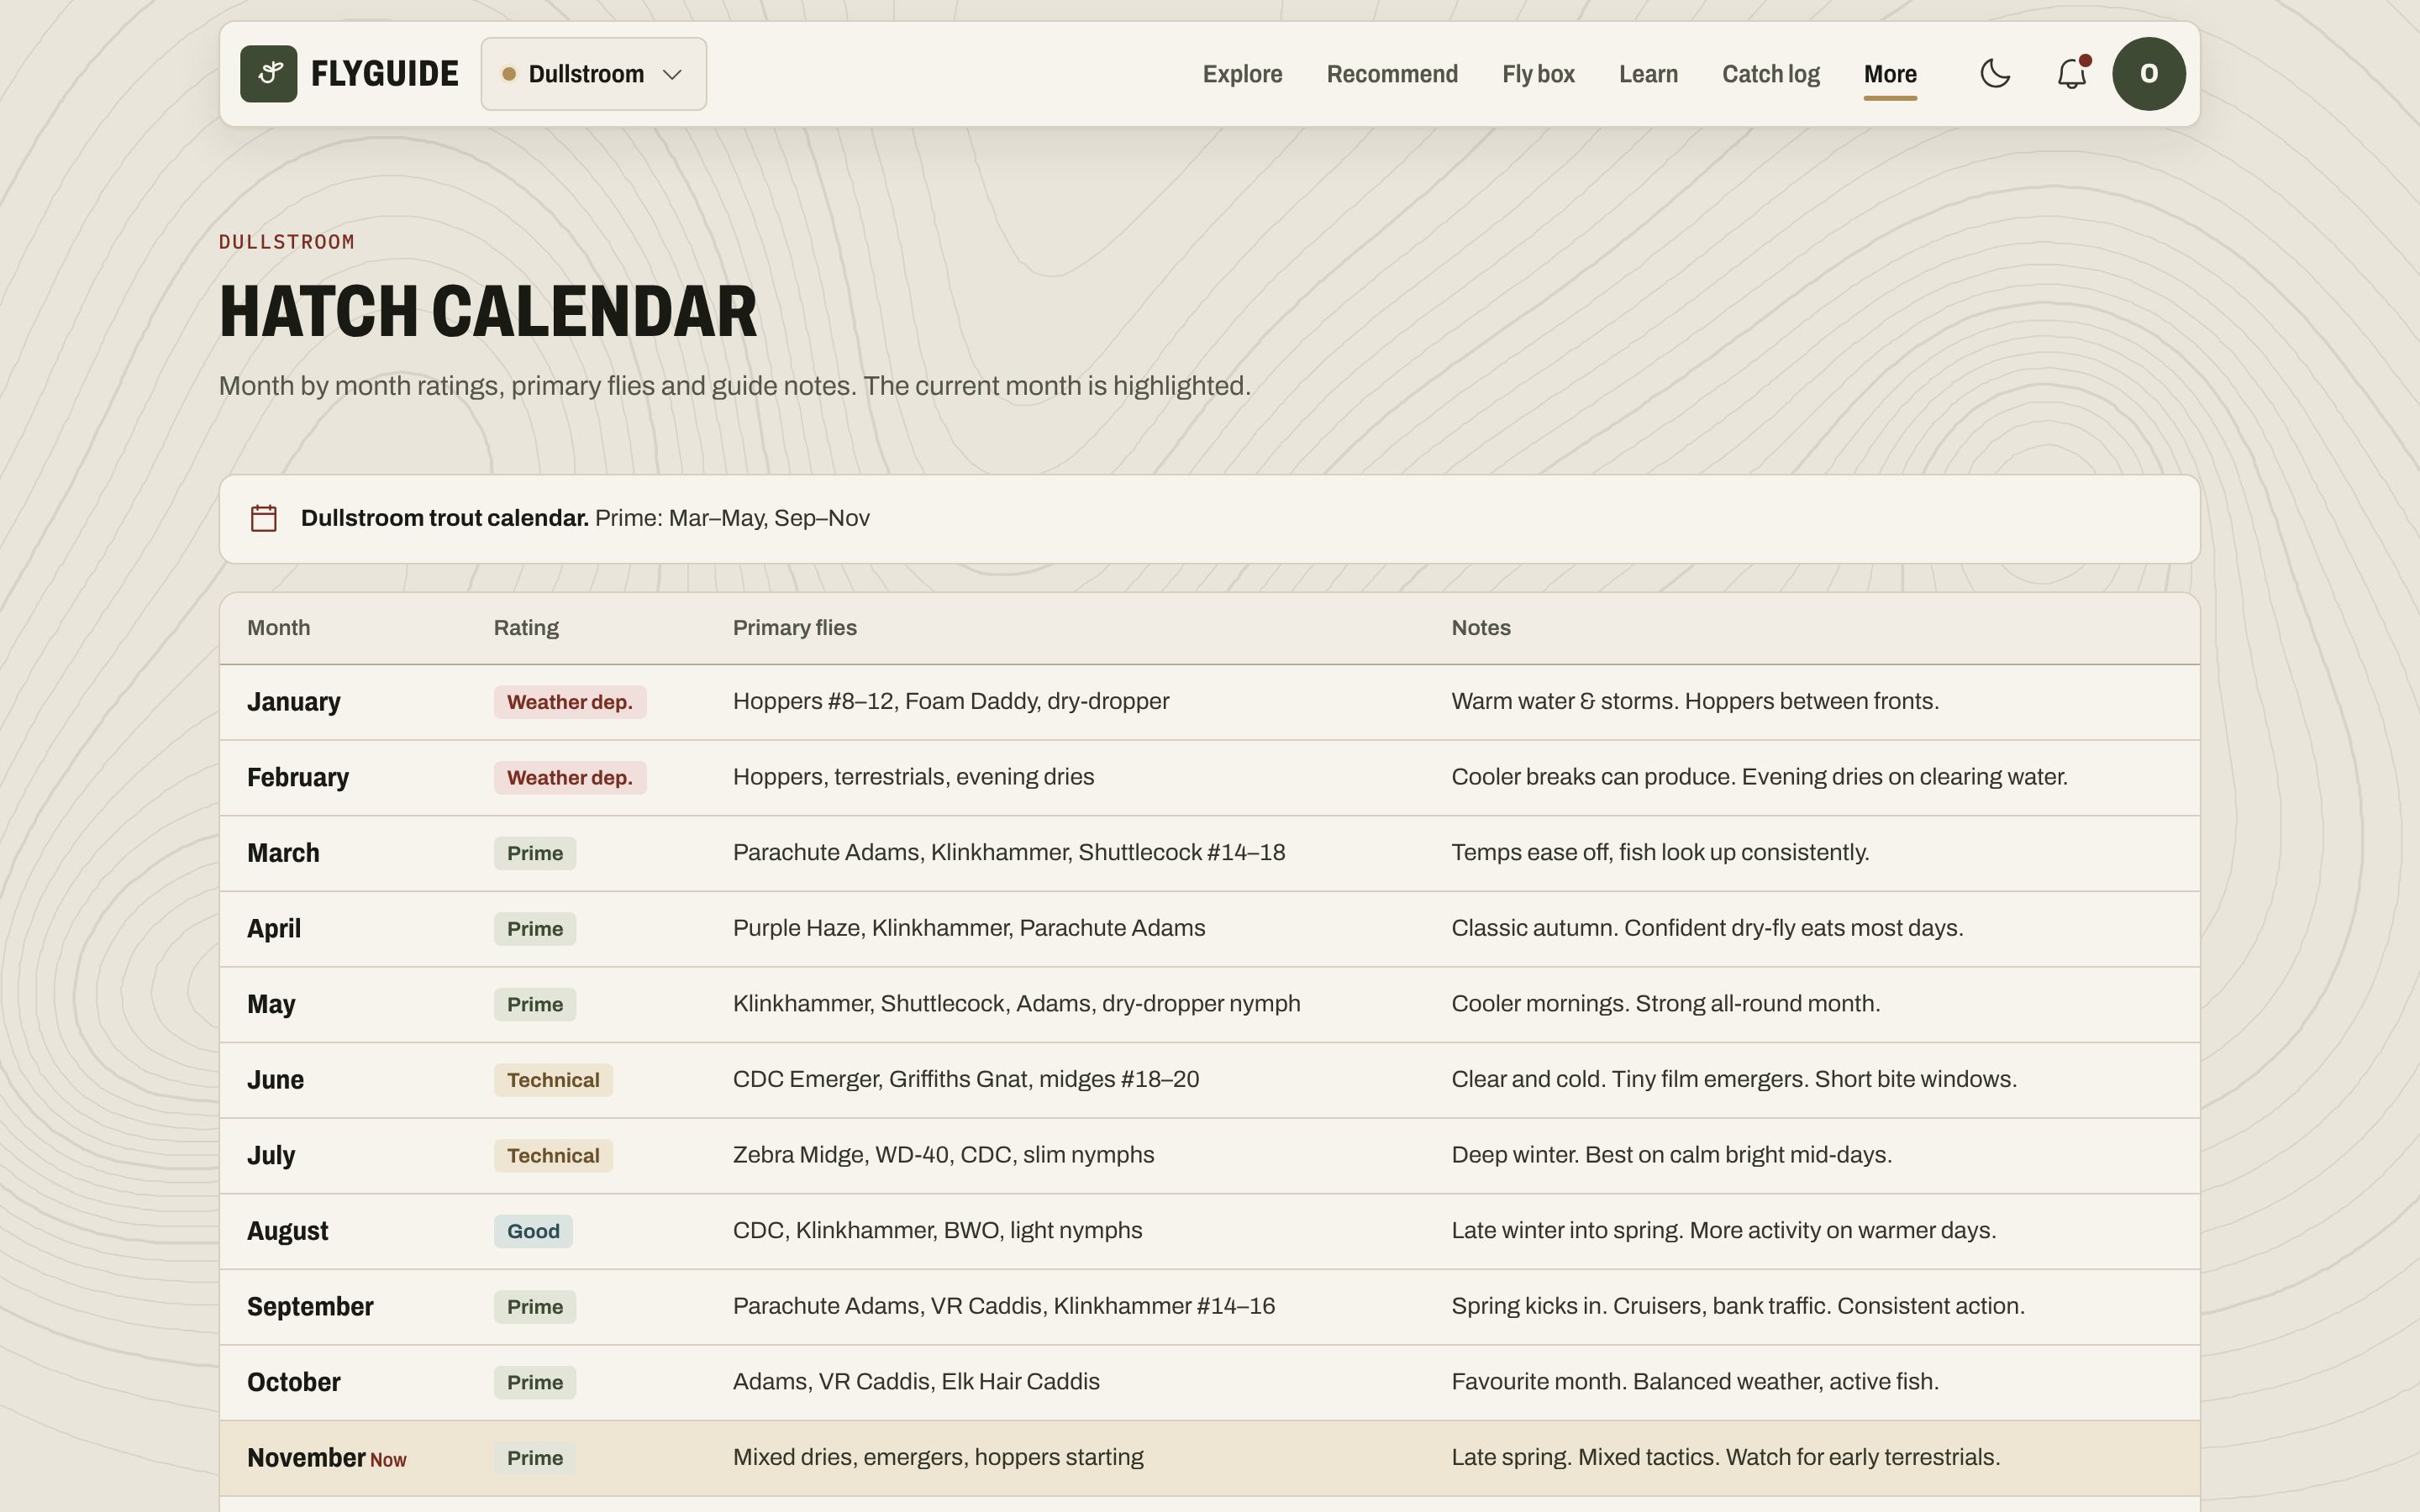 FLYGUIDE Dullstroom Explore Recommend Fly box Learn Catch log More O
DULLSTROOM
HATCH CALENDAR
Month by month ratings, primary flies and guide notes. The current month is highlighted.
Dullstroom trout calendar. Prime: Mar–May, Sep–Nov
Month Rating Primary flies Notes
January Weather dep. Hoppers #8–12, Foam Daddy, dry-dropper Warm water & storms. Hoppers between fronts.
February Weather dep. Hoppers, terrestrials, evening dries Cooler breaks can produce. Evening dries on clearing water.
March Prime Parachute Adams, Klinkhammer, Shuttlecock #14–18 Temps ease off, fish look up consistently.
April Prime Purple Haze, Klinkhammer, Parachute Adams Classic autumn. Confident dry-fly eats most days.
May Prime Klinkhammer, Shuttlecock, Adams, dry-dropper nymph Cooler mornings. Strong all-round month.
June Technical CDC Emerger, Griffiths Gnat, midges #18–20 Clear and cold. Tiny film emergers. Short bite windows.
July Technical Zebra Midge, WD-40, CDC, slim nymphs Deep winter. Best on calm bright mid-days.
August Good CDC, Klinkhammer, BWO, light nymphs Late winter into spring. More activity on warmer days.
September Prime Parachute Adams, VR Caddis, Klinkhammer #14–16 Spring kicks in. Cruisers, bank traffic. Consistent action.
October Prime Adams, VR Caddis, Elk Hair Caddis Favourite month. Balanced weather, active fish.
November Now Prime Mixed dries, emergers, hoppers starting Late spring. Mixed tactics. Watch for early terrestrials.